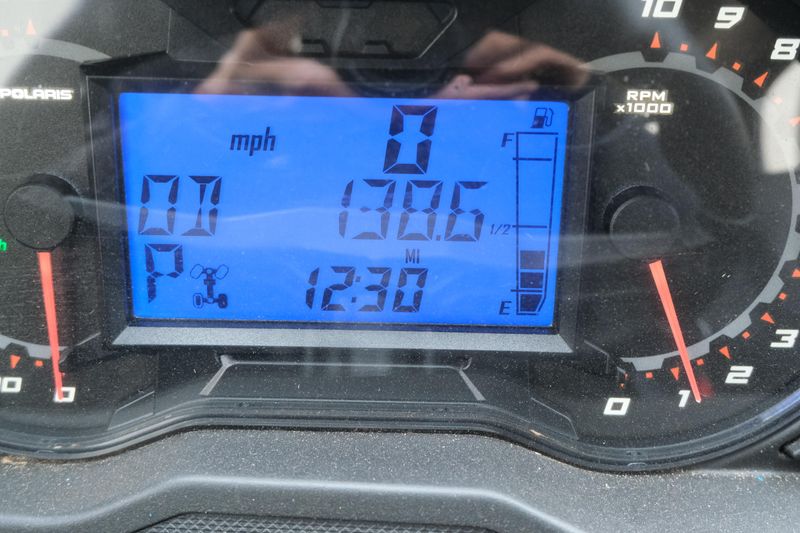 POLARIS
mph 0
OD 138.6
MI
P 12:30
F
1/2
E
RPM
x1000
10 9 8
3
2
1
0
10 0